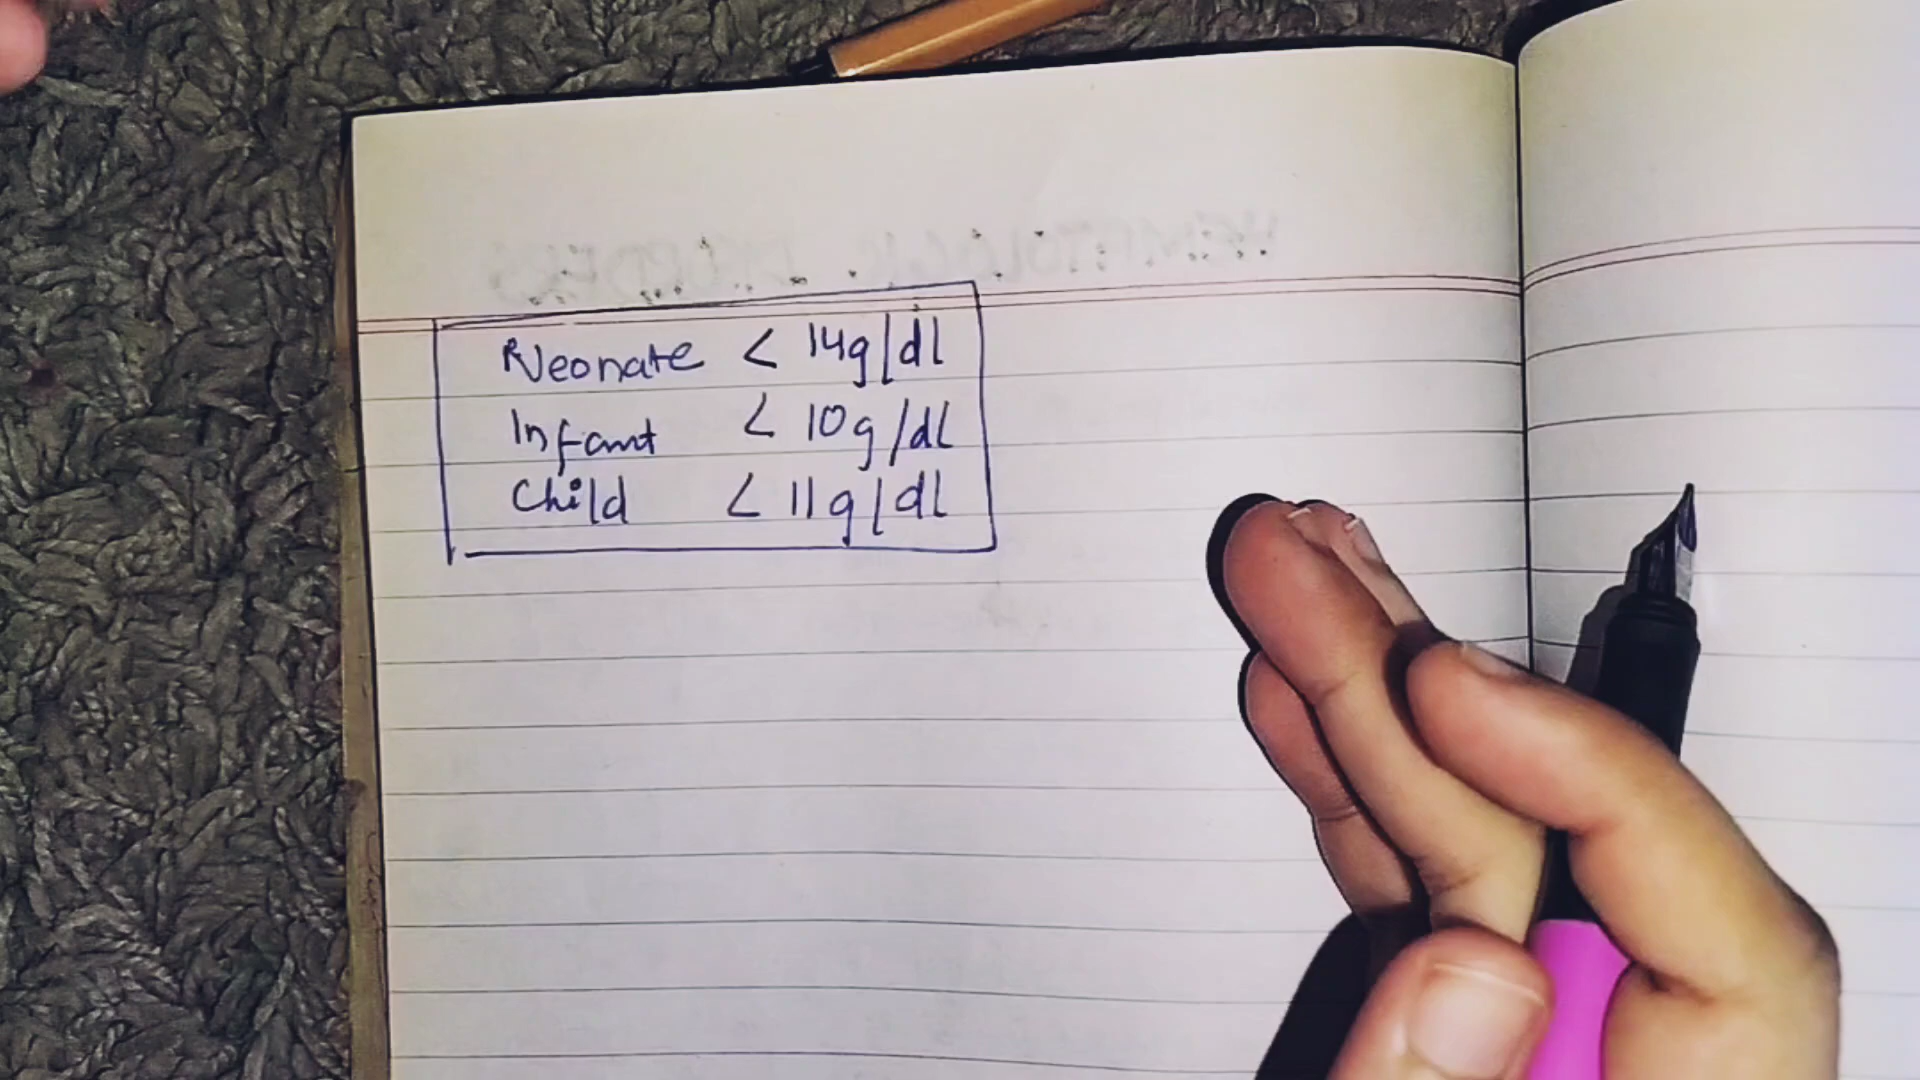 Neonate < 14g/dl
Infant < 10g/dl
Child < 11g/dl